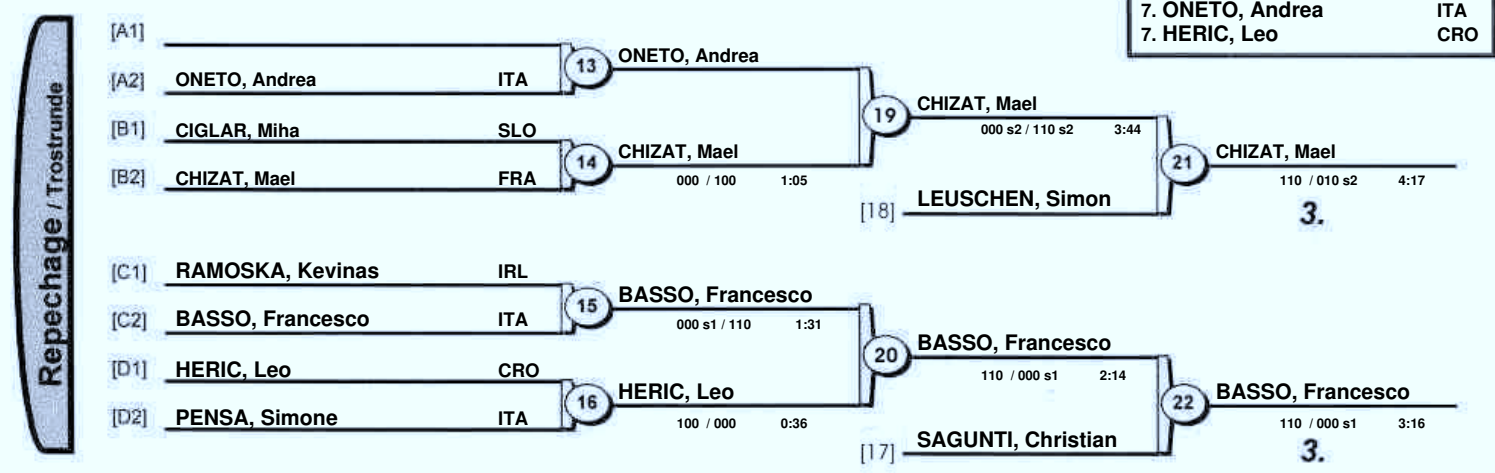 7. ONETO, Andrea ITA
7. HERIC, Leo CRO
Repechage / Trostrunde
[A1]
13
ONETO, Andrea
[A2] ONETO, Andrea ITA
19
CHIZAT, Mael
000 s2 / 110 s2 3:44
[B1] CIGLAR, Miha SLO
14
CHIZAT, Mael
000 / 100 1:05
[B2] CHIZAT, Mael FRA
21
CHIZAT, Mael
110 / 010 s2 4:17
3.
[18] LEUSCHEN, Simon
[C1] RAMOSKA, Kevinas IRL
15
BASSO, Francesco
000 s1 / 110 1:31
[C2] BASSO, Francesco ITA
20
BASSO, Francesco
110 / 000 s1 2:14
[D1] HERIC, Leo CRO
16
HERIC, Leo
100 / 000 0:36
[D2] PENSA, Simone ITA
22
BASSO, Francesco
110 / 000 s1 3:16
3.
[17] SAGUNTI, Christian